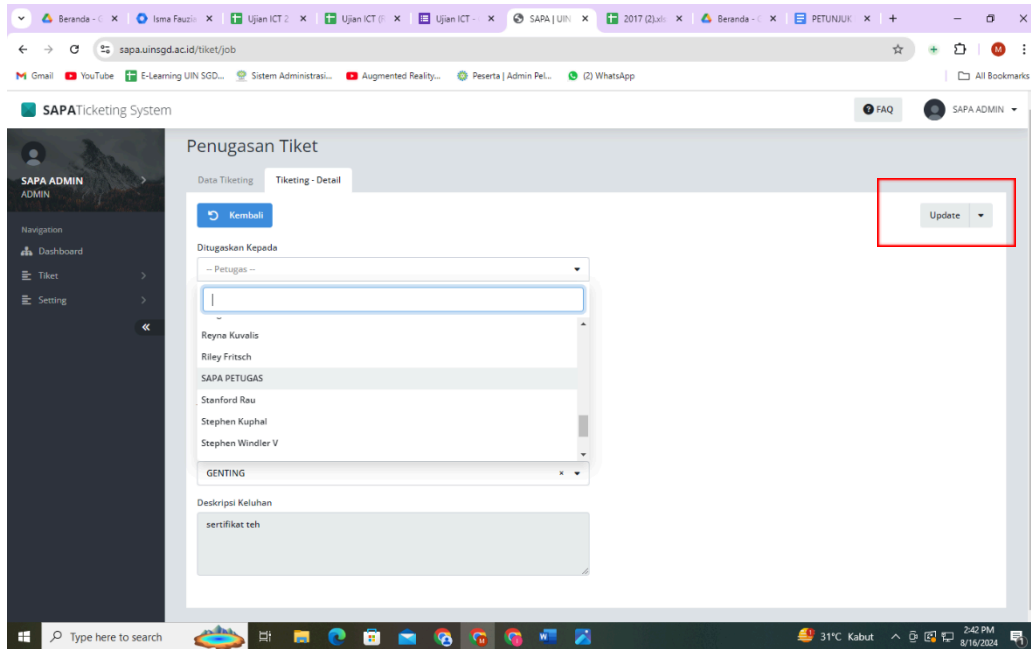 Beranda - G
Isma Fauzia
Ujian ICT 2
Ujian ICT (F
Ujian ICT -
SAPA | UIN
2017 (2).xls
Beranda - G
PETUNJUK
sapa.uinsgd.ac.id/tiket/job
M
Gmail
YouTube
E-Learning UIN SGD...
Sistem Administrasi...
Augmented Reality...
Peserta | Admin Pel...
(2) WhatsApp
All Bookmarks
SAPATicketing System
FAQ
SAPA ADMIN
SAPA ADMIN
ADMIN
Navigation
Dashboard
Tiket
Setting
Penugasan Tiket
Data Tiketing
Tiketing - Detail
Kembali
Update
Ditugaskan Kepada
-- Petugas --
Reyna Kuvalis
Riley Fritsch
SAPA PETUGAS
Stanford Rau
Stephen Kuphal
Stephen Windler V
GENTING
Deskripsi Keluhan
sertifikat teh
Type here to search
31°C Kabut
2:42 PM
8/16/2024